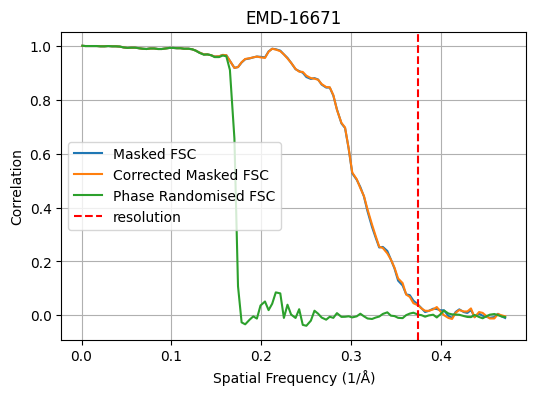 EMD-16671
1.0
0.8
0.6
0.4
0.2
0.0
Correlation
Masked FSC
Corrected Masked FSC
Phase Randomised FSC
resolution
0.0 0.1 0.2 0.3 0.4
Spatial Frequency (1/Å)